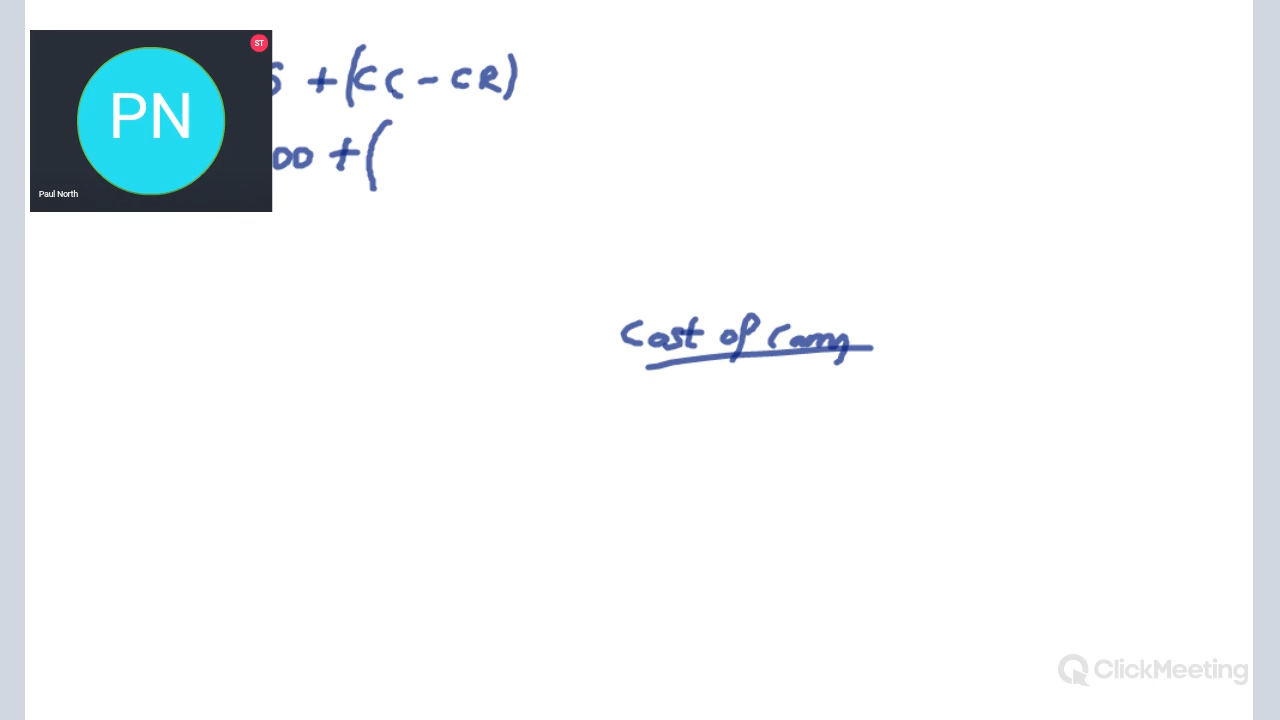 ST
S + (CC - CR)
PN
00 + (
Paul North
Cost of Carry
ClickMeeting